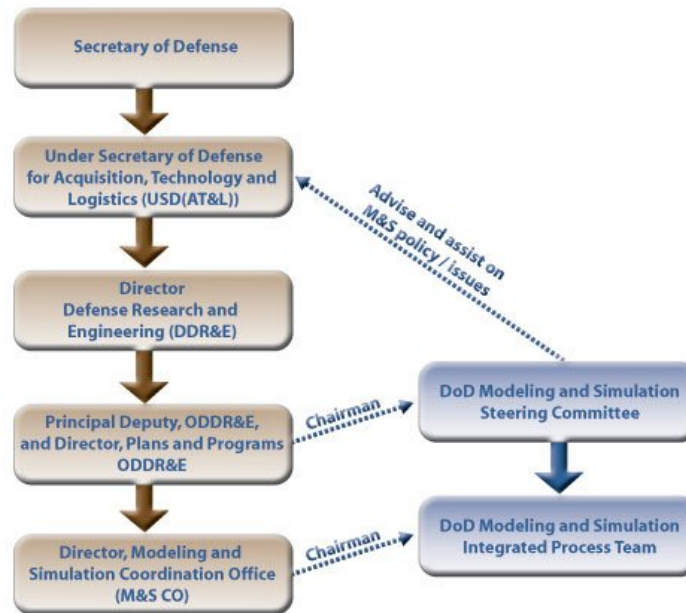 Secretary of Defense
Under Secretary of Defense
for Acquisition, Technology and
Logistics (USD(AT&L))
Advise and assist on
M&S policy / issues
Director
Defense Research and
Engineering (DDR&E)
Principal Deputy, ODDR&E,
and Director, Plans and Programs
ODDR&E
Chairman
DoD Modeling and Simulation
Steering Committee
Director, Modeling and
Simulation Coordination Office
(M&S CO)
Chairman
DoD Modeling and Simulation
Integrated Process Team